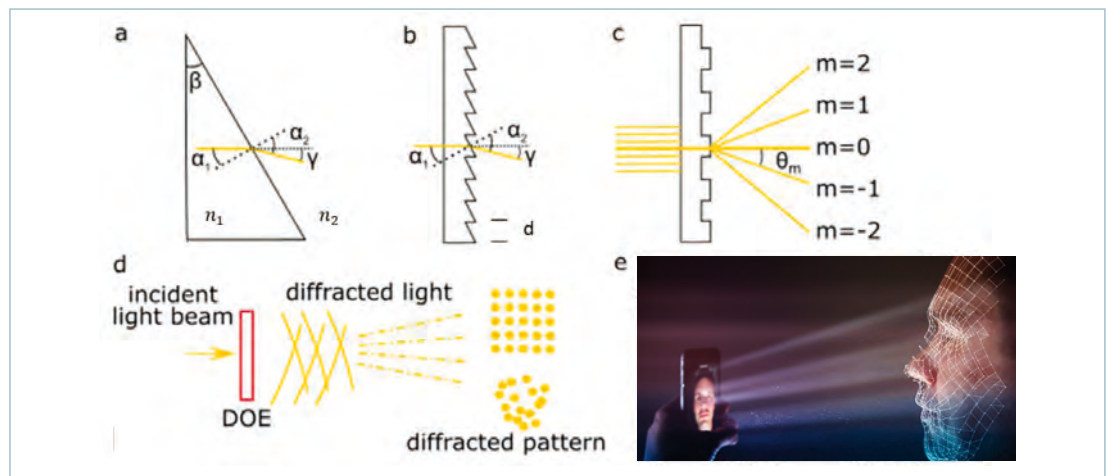 a
β
α₁
α₂
γ
n₁
n₂
b
α₁
α₂
γ
d
c
m=2
m=1
m=0
θₘ
m=-1
m=-2
d
incident
light beam
DOE
diffracted light
diffracted pattern
e